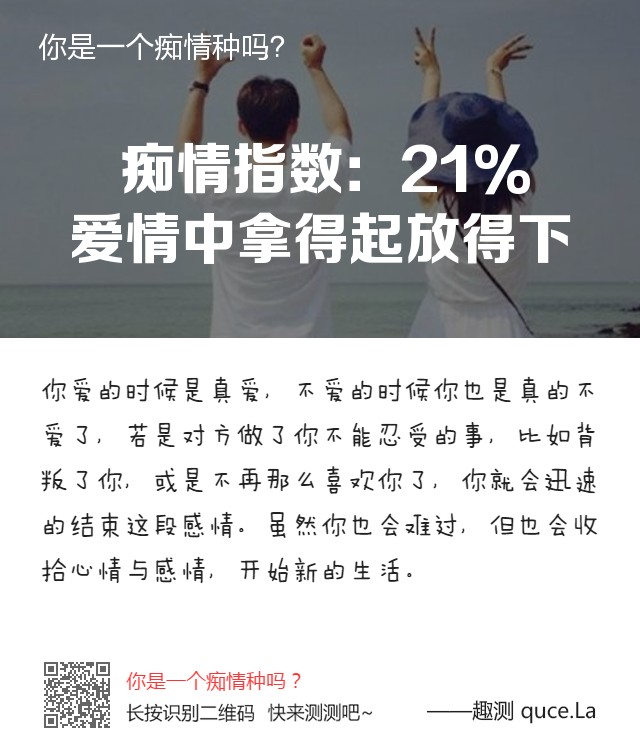 你是一个痴情种吗?
痴情指数：21%
爱情中拿得起放得下
你爱的时候是真爱，不爱的时候你也是真的不
爱了，若是对方做了你不能忍受的事，比如背
叛了你，或是不再那么喜欢你了，你就会迅速
的结束这段感情。虽然你也会难过，但也会收
拾心情与感情，开始新的生活。
你是一个痴情种吗？
长按识别二维码 快来测测吧~ ——趣测 quce.La